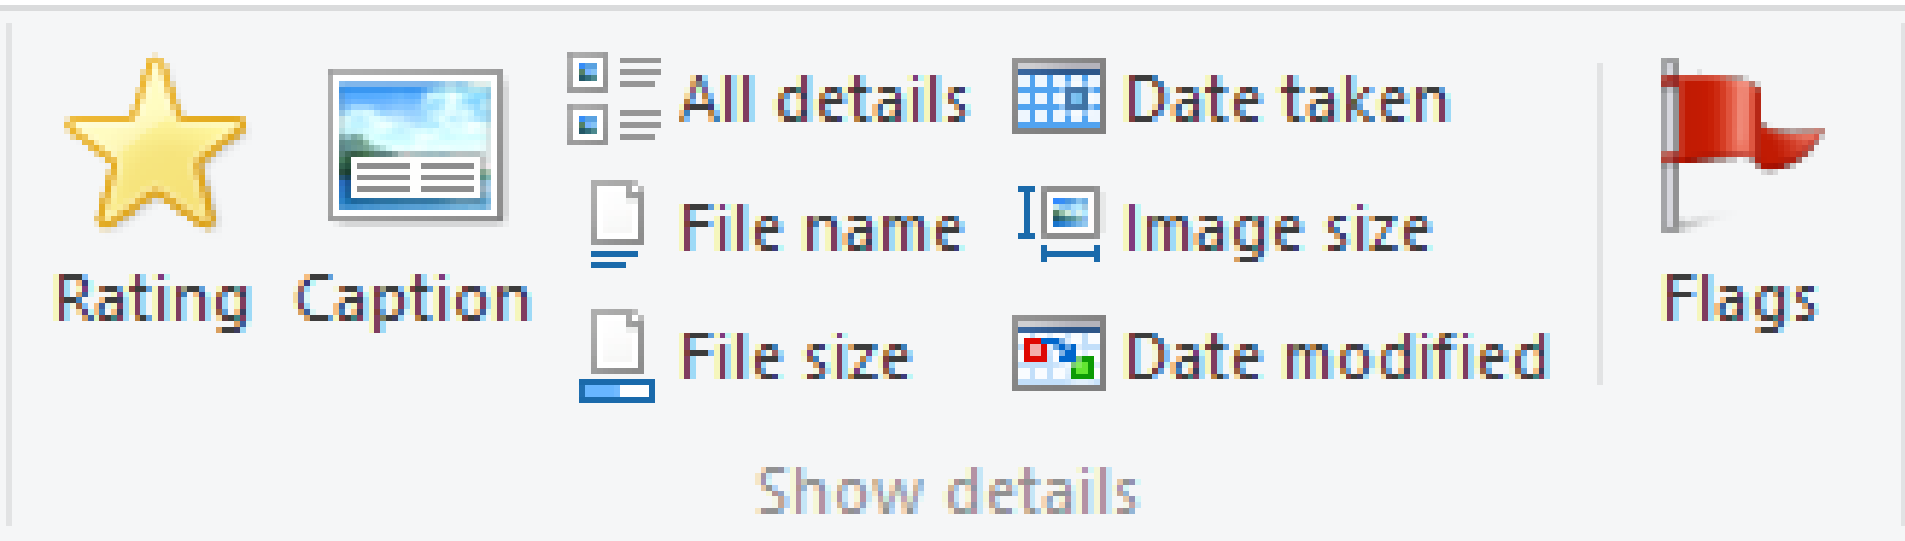 Rating
Caption
All details
File name
File size
Date taken
Image size
Date modified
Flags
Show details